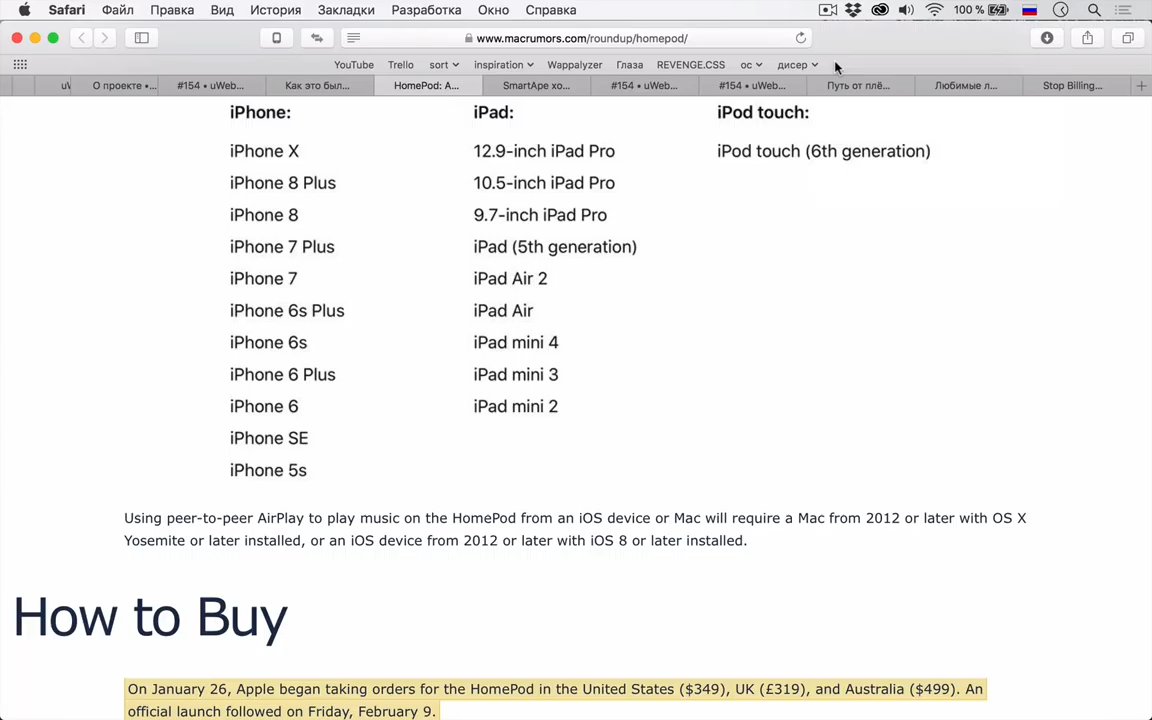 Safari Файл Правка Вид История Закладки Разработка Окно Справка 100 %
www.macrumors.com/roundup/homepod/
YouTube Trello sort inspiration Wappalyzer Глаза REVENGE.CSS ос дисер
О проекте •... #154 • uWeb... Как это был... HomePod: A... SmartApe хо... #154 • uWeb... #154 • uWeb... Путь от плё... Любимые л... Stop Billing...
iPhone: iPad: iPod touch:
iPhone X 12.9-inch iPad Pro iPod touch (6th generation)
iPhone 8 Plus 10.5-inch iPad Pro
iPhone 8 9.7-inch iPad Pro
iPhone 7 Plus iPad (5th generation)
iPhone 7 iPad Air 2
iPhone 6s Plus iPad Air
iPhone 6s iPad mini 4
iPhone 6 Plus iPad mini 3
iPhone 6 iPad mini 2
iPhone SE
iPhone 5s
Using peer-to-peer AirPlay to play music on the HomePod from an iOS device or Mac will require a Mac from 2012 or later with OS X
Yosemite or later installed, or an iOS device from 2012 or later with iOS 8 or later installed.
How to Buy
On January 26, Apple began taking orders for the HomePod in the United States ($349), UK (£319), and Australia ($499). An
official launch followed on Friday, February 9.